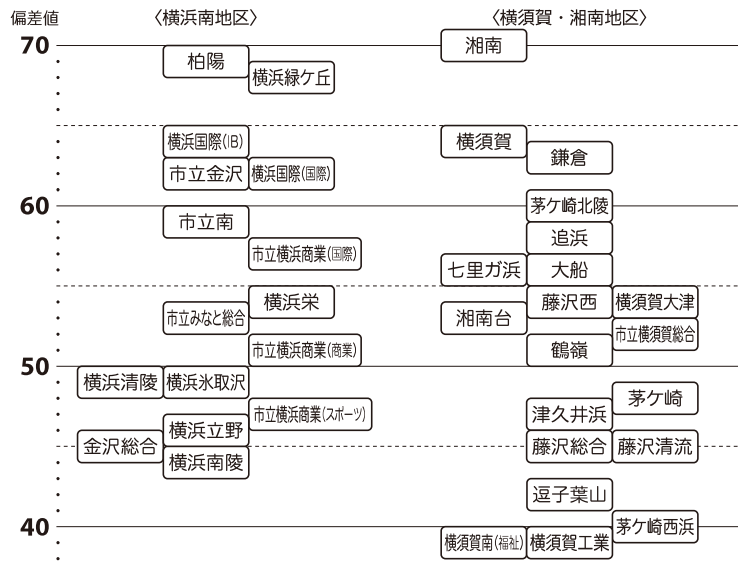 偏差値
〈横浜南地区〉
〈横須賀・湘南地区〉
70
湘南
柏陽
横浜緑ケ丘
横浜国際(IB)
横須賀
鎌倉
市立金沢
横浜国際(国際)
60
茅ケ崎北陵
市立南
追浜
市立横浜商業(国際)
七里ガ浜
大船
横浜栄
藤沢西
横須賀大津
市立みなと総合
湘南台
市立横須賀総合
市立横浜商業(商業)
鶴嶺
50
横浜清陵
横浜氷取沢
茅ケ崎
市立横浜商業(スポーツ)
津久井浜
横浜立野
金沢総合
藤沢総合
藤沢清流
横浜南陵
逗子葉山
40
茅ケ崎西浜
横須賀南(福祉)
横須賀工業